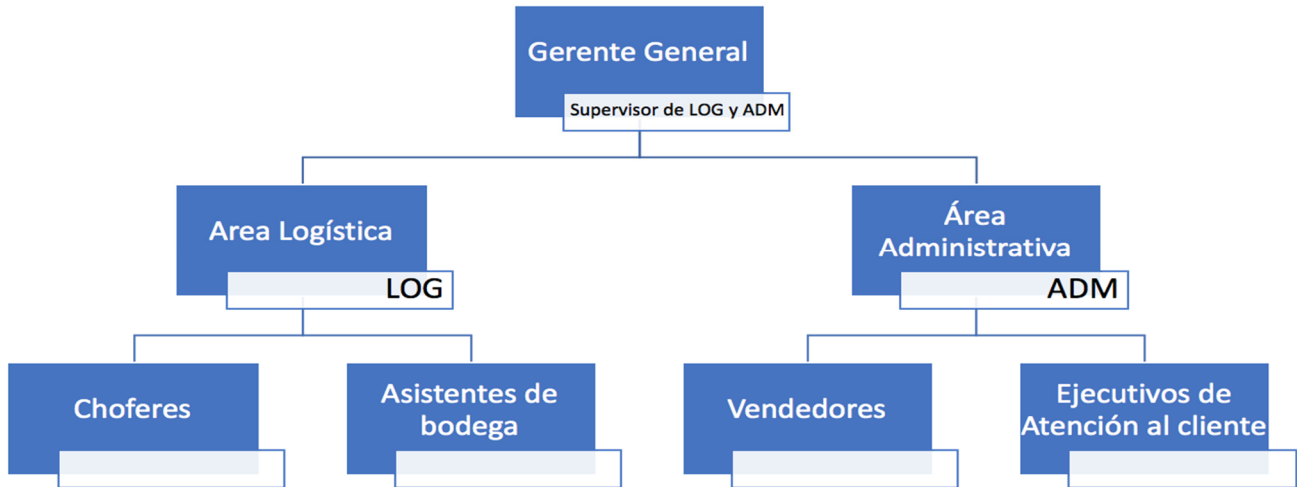 Gerente General
Supervisor de LOG y ADM
Area Logística
LOG
Área
Administrativa
ADM
Choferes
Asistentes de
bodega
Vendedores
Ejecutivos de
Atención al cliente